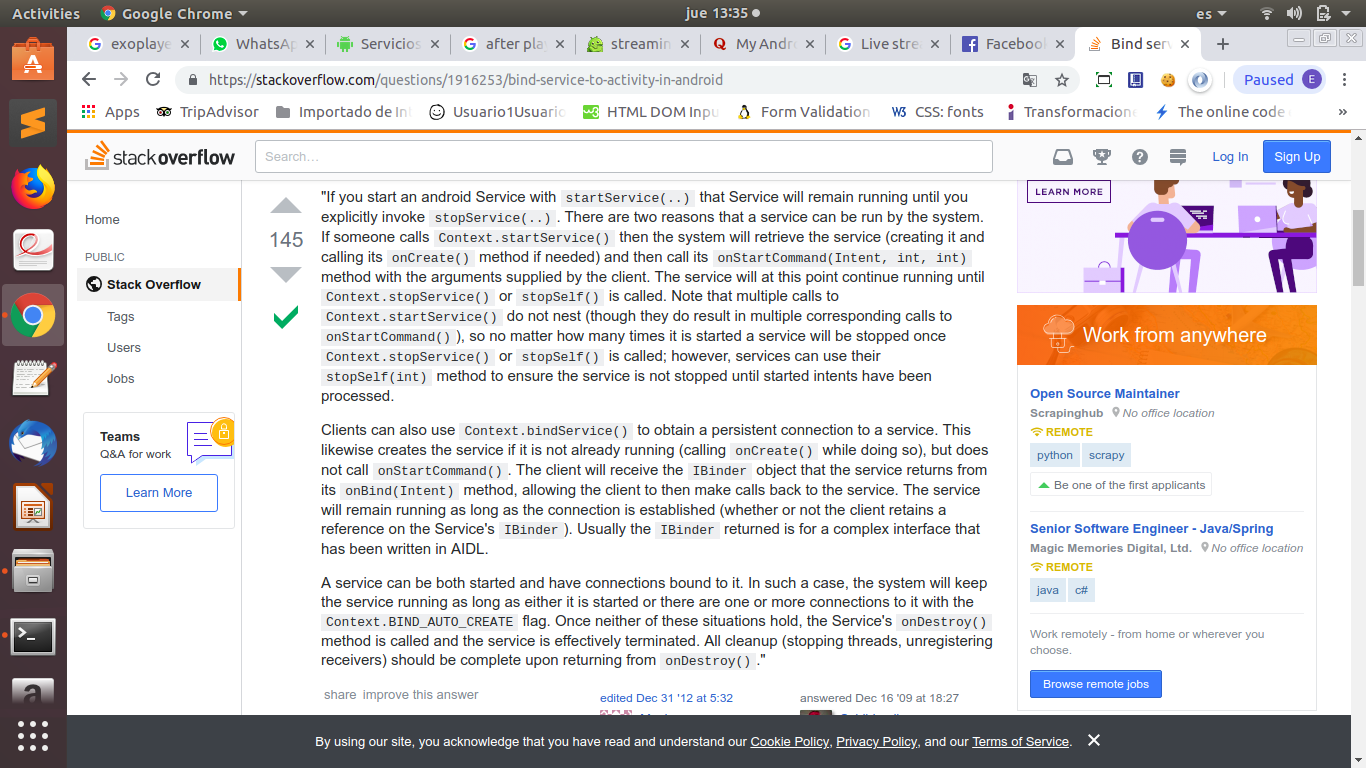 Activities Google Chrome jue 13:35 es
exoplaye WhatsAp Servicios after play streamin My Andr Live stre Facebook Bind serv
https://stackoverflow.com/questions/1916253/bind-service-to-activity-in-android Paused E
Apps TripAdvisor Importado de In Usuario1Usuario HTML DOM Inpu Form Validation CSS: fonts Transformacione The online code »
stack overflow Search... Log In Sign Up
Home
PUBLIC
Stack Overflow
Tags
Users
Jobs
Teams
Q&A for work
Learn More
145
"If you start an android Service with startService(..) that Service will remain running until you
explicitly invoke stopService(..) . There are two reasons that a service can be run by the system.
If someone calls Context.startService() then the system will retrieve the service (creating it and
calling its onCreate() method if needed) and then call its onStartCommand(Intent, int, int)
method with the arguments supplied by the client. The service will at this point continue running until
Context.stopService() or stopSelf() is called. Note that multiple calls to
Context.startService() do not nest (though they do result in multiple corresponding calls to
onStartCommand() ), so no matter how many times it is started a service will be stopped once
Context.stopService() or stopSelf() is called; however, services can use their
stopSelf(int) method to ensure the service is not stopped until started intents have been
processed.
Clients can also use Context.bindService() to obtain a persistent connection to a service. This
likewise creates the service if it is not already running (calling onCreate() while doing so), but does
not call onStartCommand() . The client will receive the IBinder object that the service returns from
its onBind(Intent) method, allowing the client to then make calls back to the service. The service
will remain running as long as the connection is established (whether or not the client retains a
reference on the Service's IBinder ). Usually the IBinder returned is for a complex interface that
has been written in AIDL.
A service can be both started and have connections bound to it. In such a case, the system will keep
the service running as long as either it is started or there are one or more connections to it with the
Context.BIND_AUTO_CREATE flag. Once neither of these situations hold, the Service's onDestroy()
method is called and the service is effectively terminated. All cleanup (stopping threads, unregistering
receivers) should be complete upon returning from onDestroy() ."
share improve this answer
edited Dec 31 '12 at 5:32
answered Dec 16 '09 at 18:27
LEARN MORE
Work from anywhere
Open Source Maintainer
Scrapinghub No office location
REMOTE
python scrapy
Be one of the first applicants
Senior Software Engineer - Java/Spring
Magic Memories Digital, Ltd. No office location
REMOTE
java c#
Work remotely - from home or wherever you
choose.
Browse remote jobs
By using our site, you acknowledge that you have read and understand our Cookie Policy, Privacy Policy, and our Terms of Service.